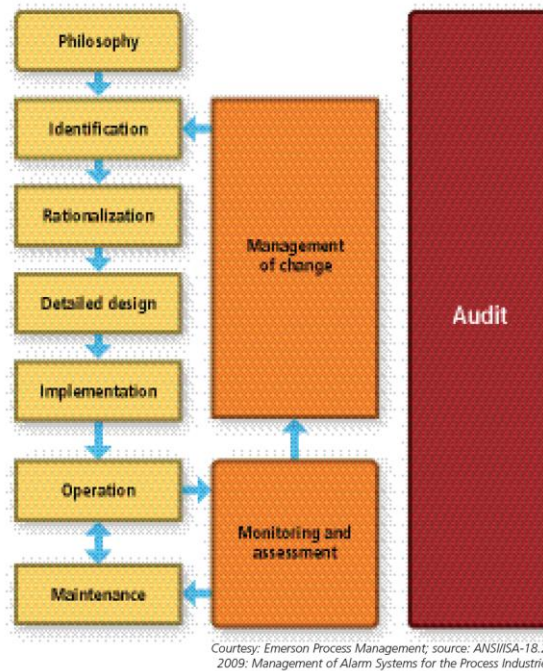 Philosophy
Identification
Rationalization
Detailed design
Implementation
Operation
Maintenance
Management
of change
Monitoring and
assessment
Audit
Courtesy: Emerson Process Management; source: ANSI/ISA-18.2
2009: Management of Alarm Systems for the Process